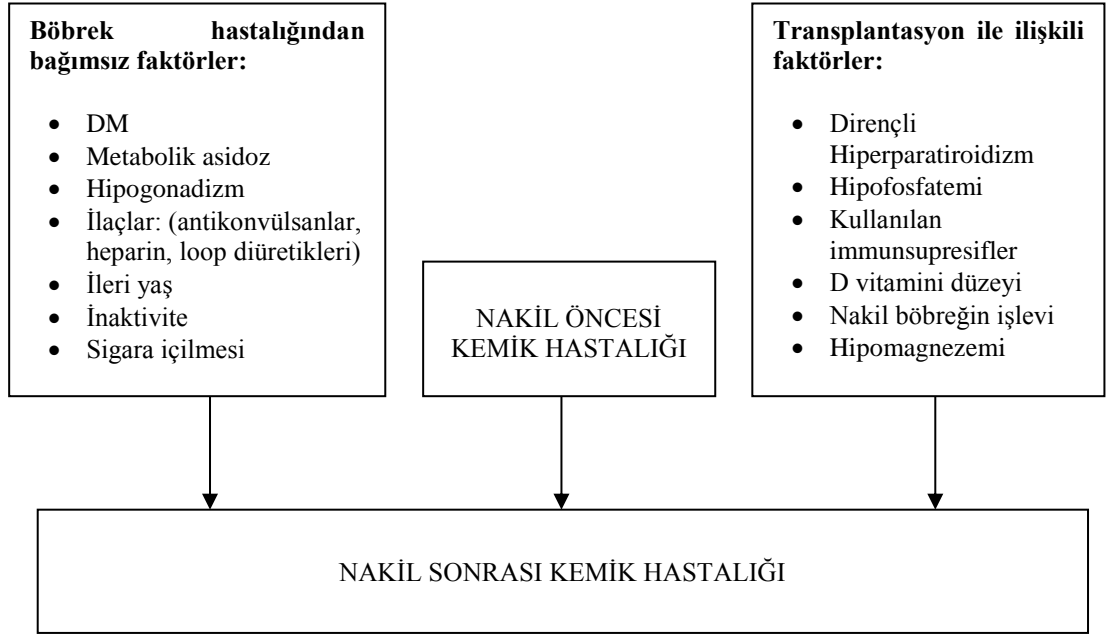 Böbrek hastalığından
bağımsız faktörler:
• DM
• Metabolik asidoz
• Hipogonadizm
• İlaçlar: (antikonvülsanlar,
heparin, loop diüretikleri)
• İleri yaş
• İnaktivite
• Sigara içilmesi
NAKİL ÖNCESİ
KEMİK HASTALIĞI
Transplantasyon ile ilişkili
faktörler:
• Dirençli
Hiperparatiroidizm
• Hipofosfatemi
• Kullanılan
immunsupresifler
• D vitamini düzeyi
• Nakil böbreğin işlevi
• Hipomagnezemi
NAKİL SONRASI KEMİK HASTALIĞI